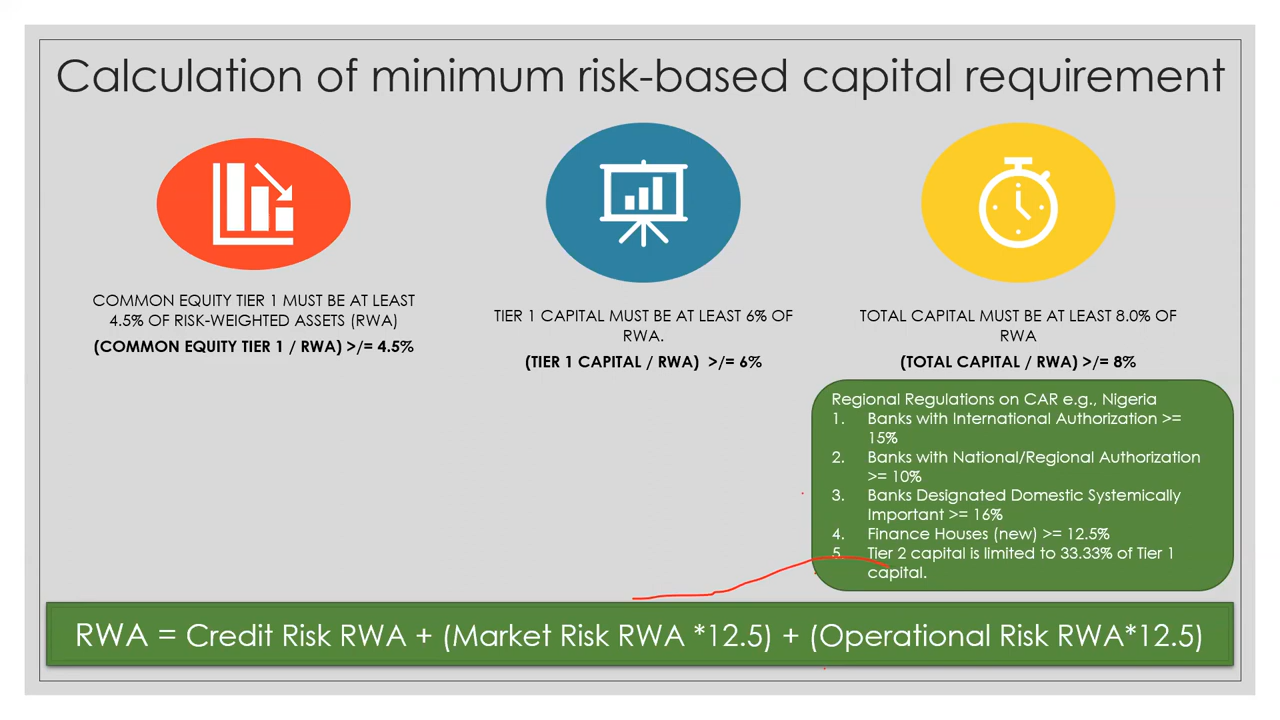 Calculation of minimum risk-based capital requirement
COMMON EQUITY TIER 1 MUST BE AT LEAST
4.5% OF RISK-WEIGHTED ASSETS (RWA)
(COMMON EQUITY TIER 1 / RWA) >/= 4.5%
TIER 1 CAPITAL MUST BE AT LEAST 6% OF
RWA.
(TIER 1 CAPITAL / RWA) >/= 6%
TOTAL CAPITAL MUST BE AT LEAST 8.0% OF
RWA
(TOTAL CAPITAL / RWA) >/= 8%
Regional Regulations on CAR e.g., Nigeria
1. Banks with International Authorization >=
15%
2. Banks with National/Regional Authorization
>= 10%
3. Banks Designated Domestic Systemically
Important >= 16%
4. Finance Houses (new) >= 12.5%
5. Tier 2 capital is limited to 33.33% of Tier 1
capital.
RWA = Credit Risk RWA + (Market Risk RWA *12.5) + (Operational Risk RWA*12.5)